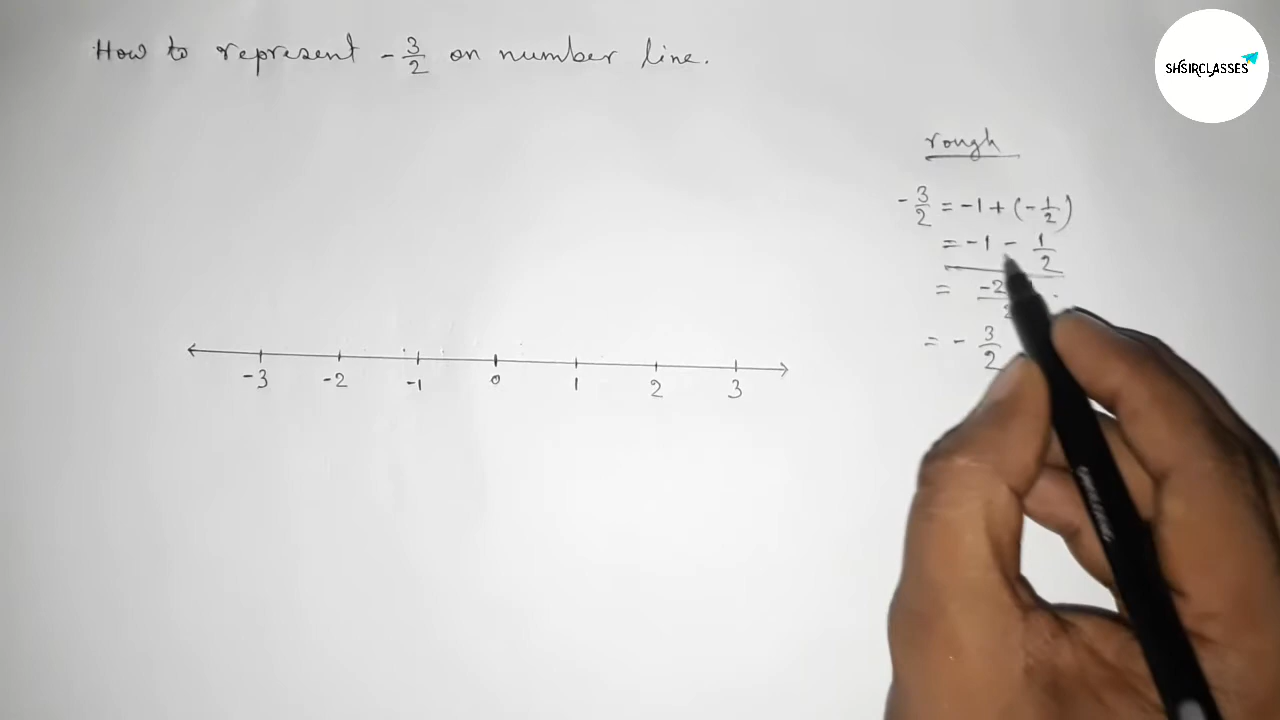 How to represent -3/2 on number line.
SHSIRCLASSES
rough
-3/2 = -1 + (-1/2)
= -1 - 1/2
= -2
= - 3/2
-3 -2 -1 0 1 2 3